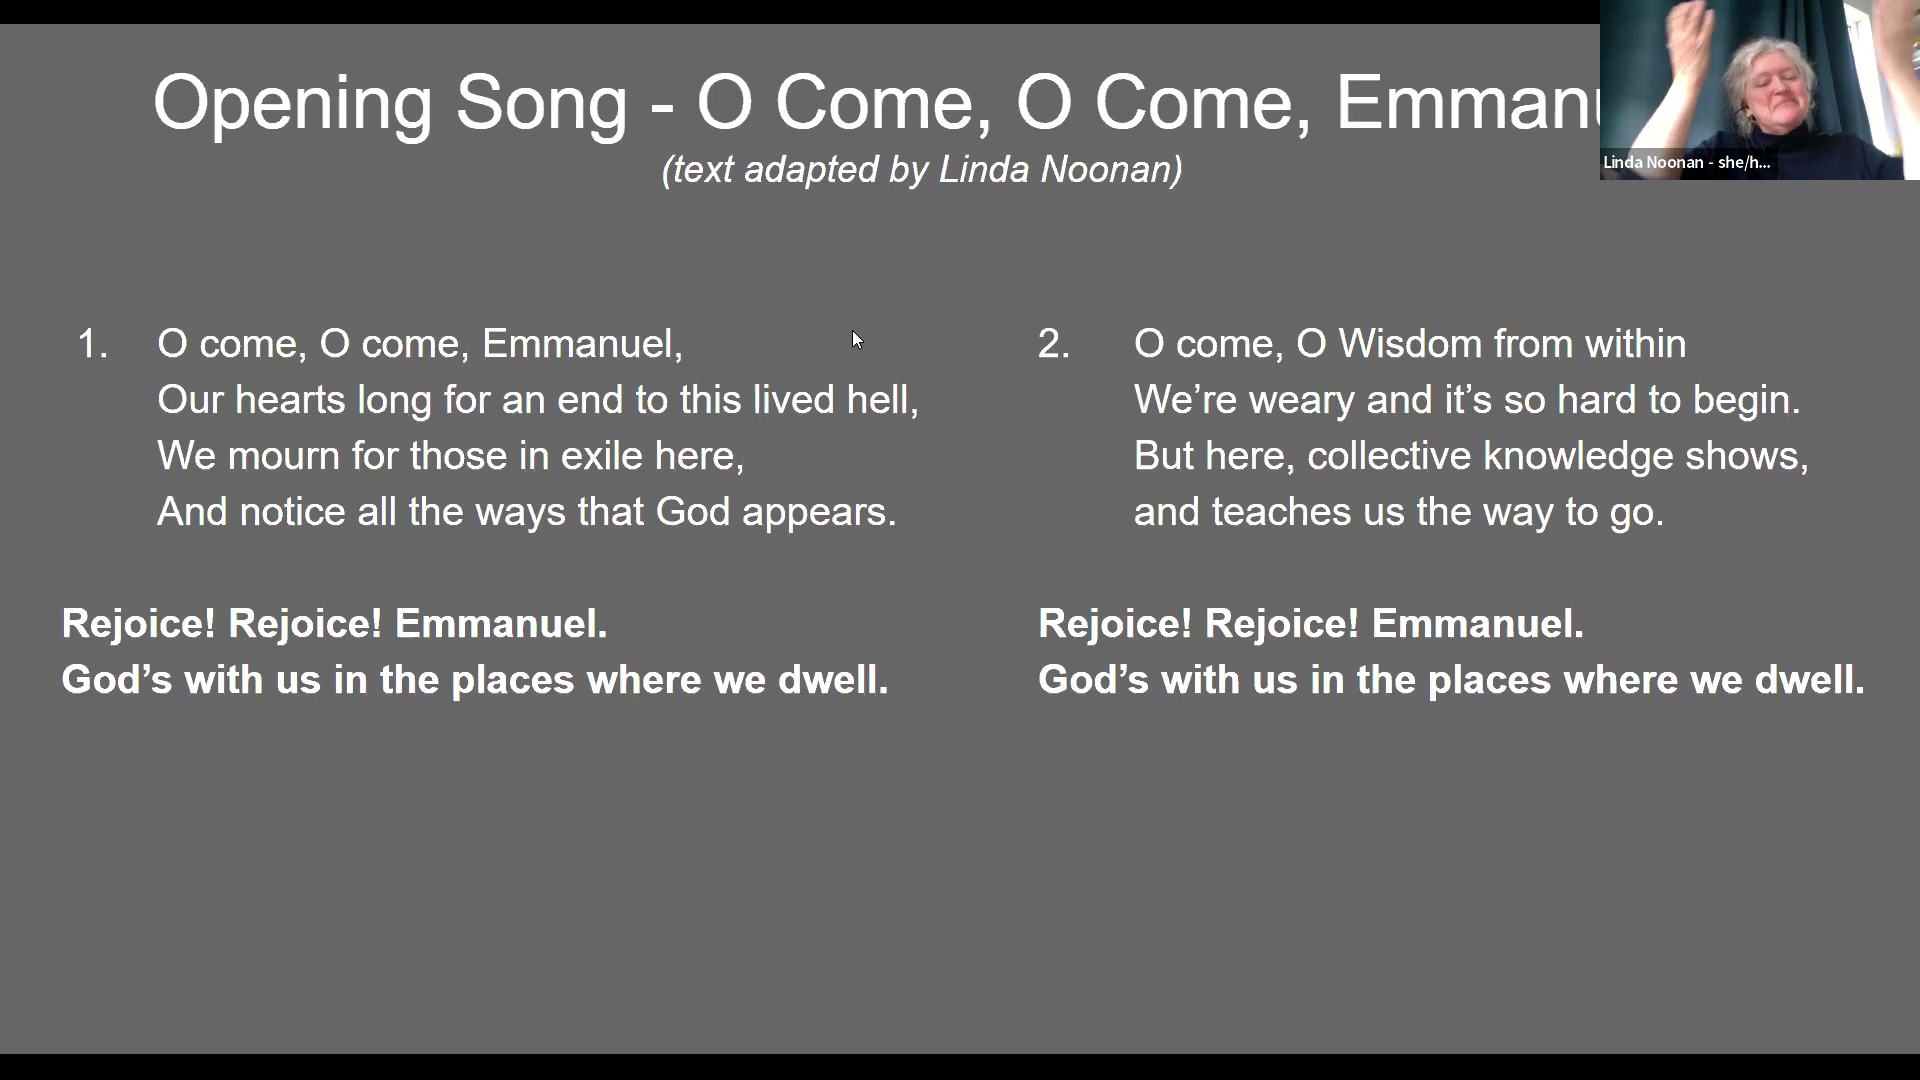 Opening Song - O Come, O Come, Emman
(text adapted by Linda Noonan)
Linda Noonan - she/h...
1. O come, O come, Emmanuel,
Our hearts long for an end to this lived hell,
We mourn for those in exile here,
And notice all the ways that God appears.
Rejoice! Rejoice! Emmanuel.
God’s with us in the places where we dwell.
2. O come, O Wisdom from within
We’re weary and it’s so hard to begin.
But here, collective knowledge shows,
and teaches us the way to go.
Rejoice! Rejoice! Emmanuel.
God’s with us in the places where we dwell.